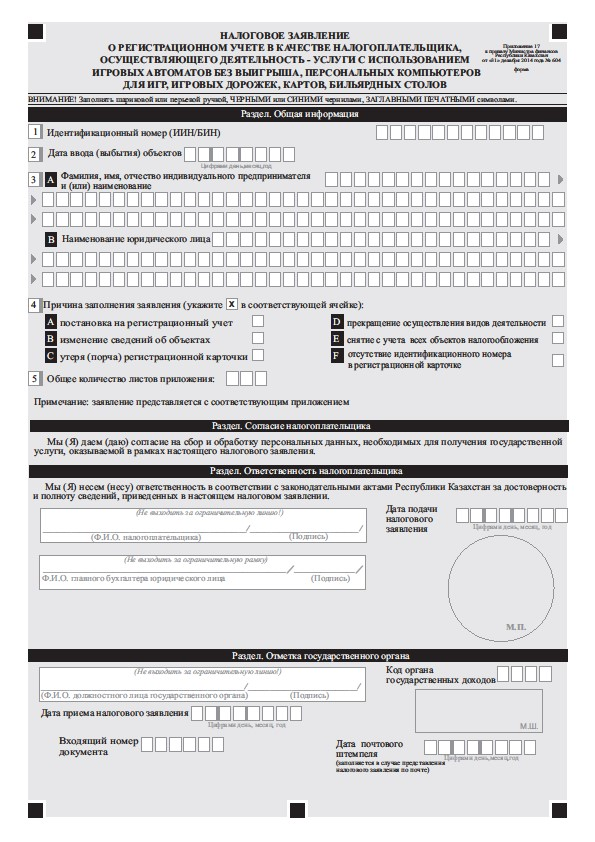 НАЛОГОВОЕ ЗАЯВЛЕНИЕ
О РЕГИСТРАЦИОННОМ УЧЕТЕ В КАЧЕСТВЕ НАЛОГОПЛАТЕЛЬЩИКА,
ОСУЩЕСТВЛЯЮЩЕГО ДЕЯТЕЛЬНОСТЬ - УСЛУГИ С ИСПОЛЬЗОВАНИЕМ
ИГРОВЫХ АВТОМАТОВ БЕЗ ВЫИГРЫША, ПЕРСОНАЛЬНЫХ КОМПЬЮТЕРОВ
ДЛЯ ИГР, ИГРОВЫХ ДОРОЖЕК, КАРТОВ, БИЛЬЯРДНЫХ СТОЛОВ
Приложение 17
к приказу Министра финансов
Республики Казахстан
от «31» декабря 2014 года № 604
форма
ВНИМАНИЕ! Заполнять шариковой или перьевой ручкой, ЧЕРНЫМИ или СИНИМИ чернилами, ЗАГЛАВНЫМИ ПЕЧАТНЫМИ символами.
Раздел. Общая информация
1 Идентификационный номер (ИИН/БИН)
2 Дата ввода (выбытия) объектов
Цифрами день,месяц,год
3 A Фамилия, имя, отчество индивидуального предпринимателя
и (или) наименование
B Наименование юридического лица
4 Причина заполнения заявления (укажите X в соответствующей ячейке):
A постановка на регистрационный учет
B изменение сведений об объектах
C утеря (порча) регистрационной карточки
D прекращение осуществления видов деятельности
E снятие с учета всех объектов налогообложения
F отсутствие идентификационного номера
в регистрационной карточке
5 Общее количество листов приложения:
Примечание: заявление представляется с соответствующим приложением
Раздел. Согласие налогоплательщика
Мы (Я) даем (даю) согласие на сбор и обработку персональных данных, необходимых для получения государственной
услуги, оказываемой в рамках настоящего налогового заявления.
Раздел. Ответственность налогоплательщика
Мы (Я) несем (несу) ответственность в соответствии с законодательными актами Республики Казахстан за достоверность
и полноту сведений, приведенных в настоящем налоговом заявлении.
(Не выходить за ограничительную линию!)
/ /
(Ф.И.О. налогоплательщика) (Подпись)
Дата подачи
налогового
заявления
Цифрами день, месяц, год
(Не выходить за ограничительную рамку)
/ /
Ф.И.О. главного бухгалтера юридического лица (Подпись)
М.П.
Раздел. Отметка государственного органа
(Не выходить за ограничительную линию!)
/ /
(Ф.И.О. должностного лица государственного органа) (Подпись)
Код органа
государственных доходов
М.Ш.
Дата приема налогового заявления
Цифрами день, месяц, год
Входящий номер
документа
Дата почтового
штемпеля
Цифрами день,месяц,год
(заполняется в случае представления
налогового заявления по почте)